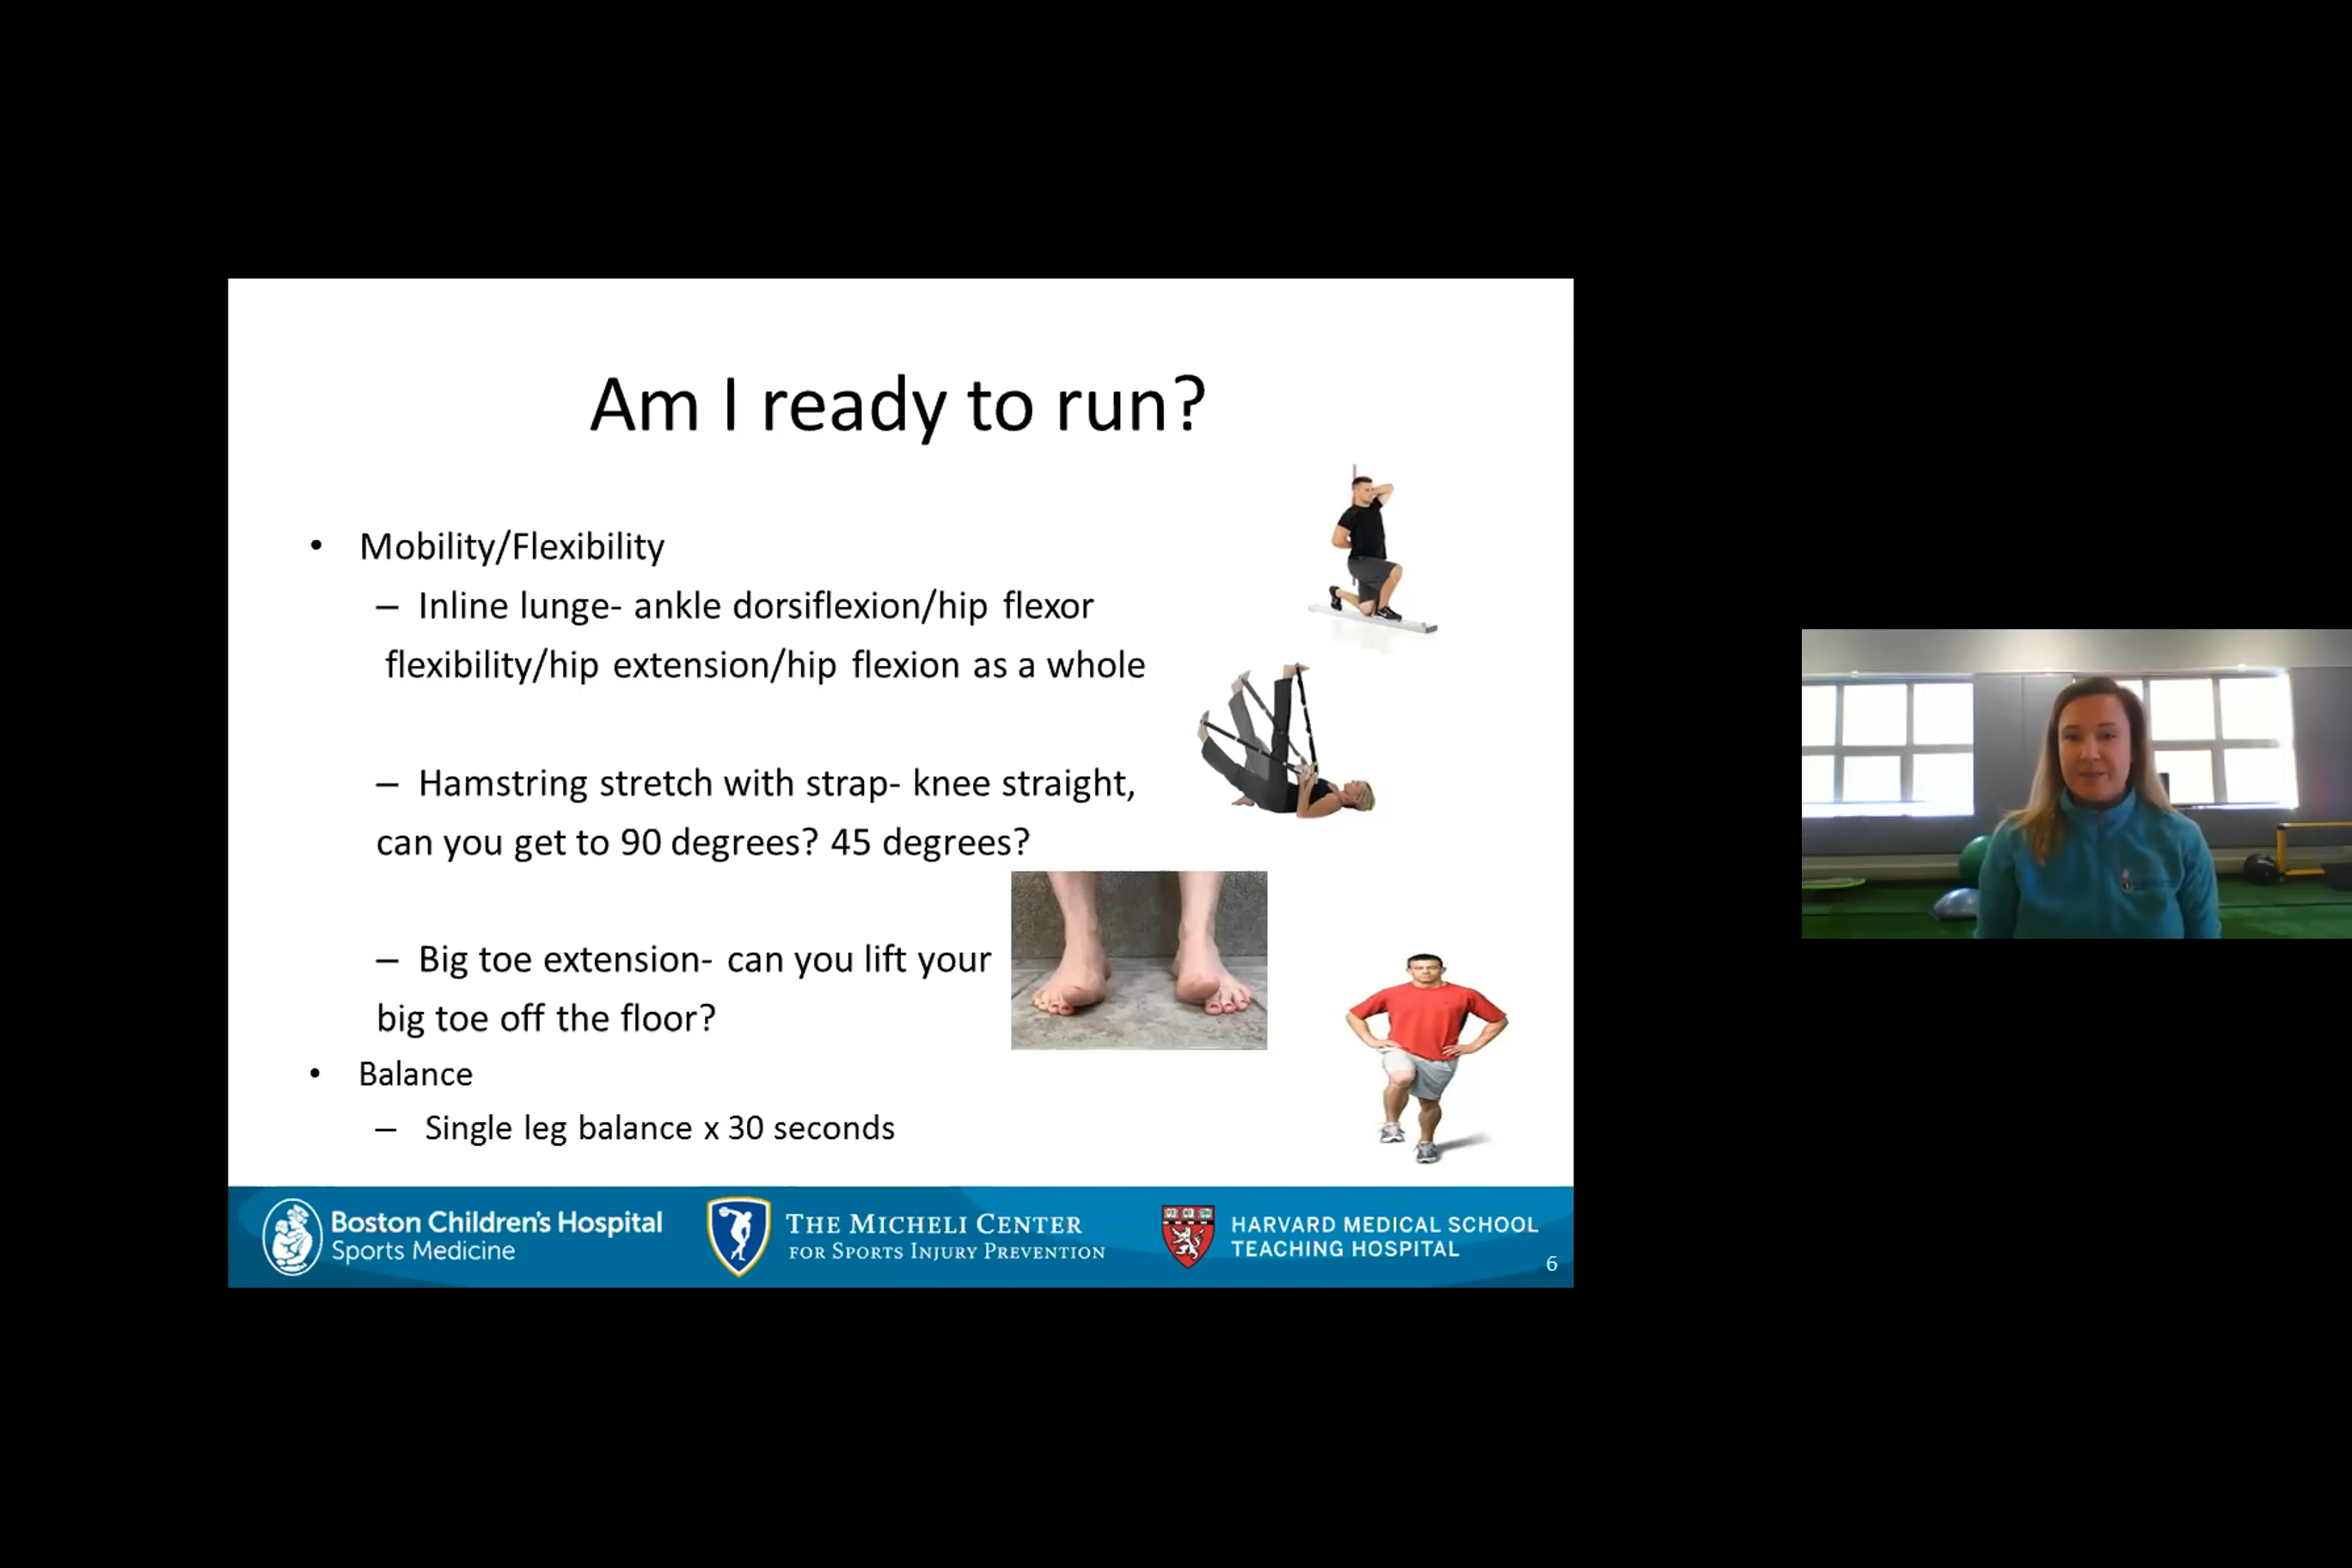 Am I ready to run?
• Mobility/Flexibility
– Inline lunge- ankle dorsiflexion/hip flexor
flexibility/hip extension/hip flexion as a whole
– Hamstring stretch with strap- knee straight,
can you get to 90 degrees? 45 degrees?
– Big toe extension- can you lift your
big toe off the floor?
• Balance
– Single leg balance x 30 seconds
Boston Children's Hospital
Sports Medicine
THE MICHELI CENTER
FOR SPORTS INJURY PREVENTION
HARVARD MEDICAL SCHOOL
TEACHING HOSPITAL
6